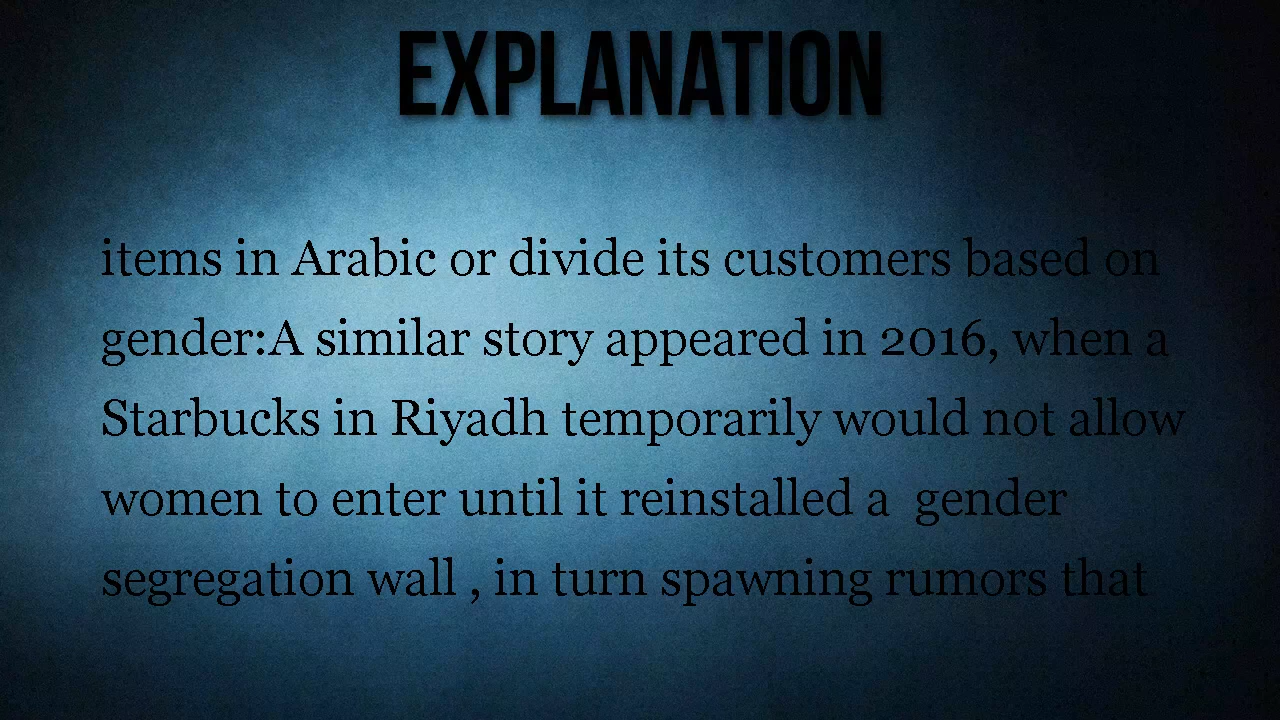 EXPLANATION
items in Arabic or divide its customers based on
gender:A similar story appeared in 2016, when a
Starbucks in Riyadh temporarily would not allow
women to enter until it reinstalled a  gender
segregation wall , in turn spawning rumors that